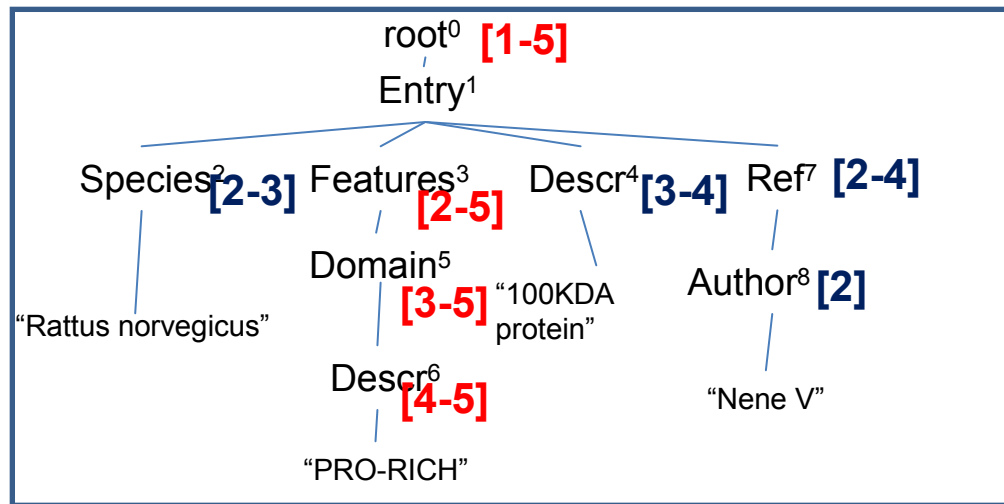 root⁰ [1-5]
Entry¹
Species² [2-3] Features³ [2-5] Descr⁴ [3-4] Ref⁷ [2-4]
Domain⁵ [3-5] "100KDA protein" Author⁸ [2]
“Rattus norvegicus”
Descr⁶ [4-5]
“Nene V”
“PRO-RICH”